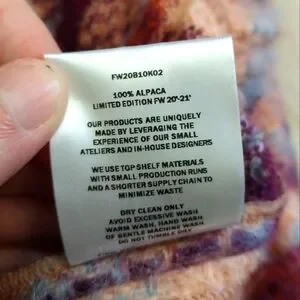 FW20B10K02
100% ALPACA
LIMITED EDITION FW 20'-21'
OUR PRODUCTS ARE UNIQUELY
MADE BY LEVERAGING THE
EXPERIENCE OF OUR SMALL
ATELIERS AND IN-HOUSE DESIGNERS
WE USE TOP SHELF MATERIALS
WITH SMALL PRODUCTION RUNS
AND A SHORTER SUPPLY CHAIN TO
MINIMIZE WASTE
DRY CLEAN ONLY
AVOID EXCESSIVE WASH
WARM WASH, HAND WASH
OF GENTLE MACHINE WASH
DO NOT TUMBLE DRY